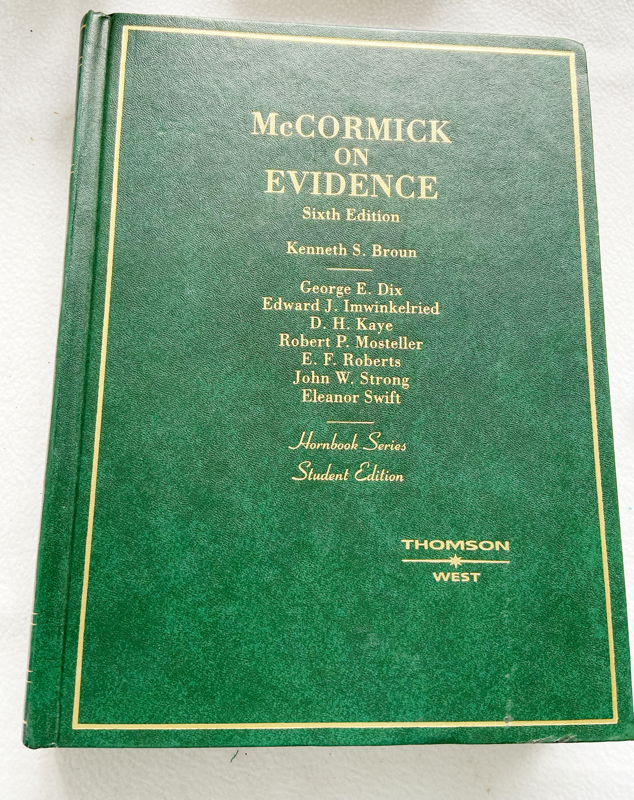 McCORMICK
ON
EVIDENCE
Sixth Edition
Kenneth S. Broun
George E. Dix
Edward J. Imwinkelried
D. H. Kaye
Robert P. Mosteller
E. F. Roberts
John W. Strong
Eleanor Swift
Hornbook Series
Student Edition
THOMSON
WEST